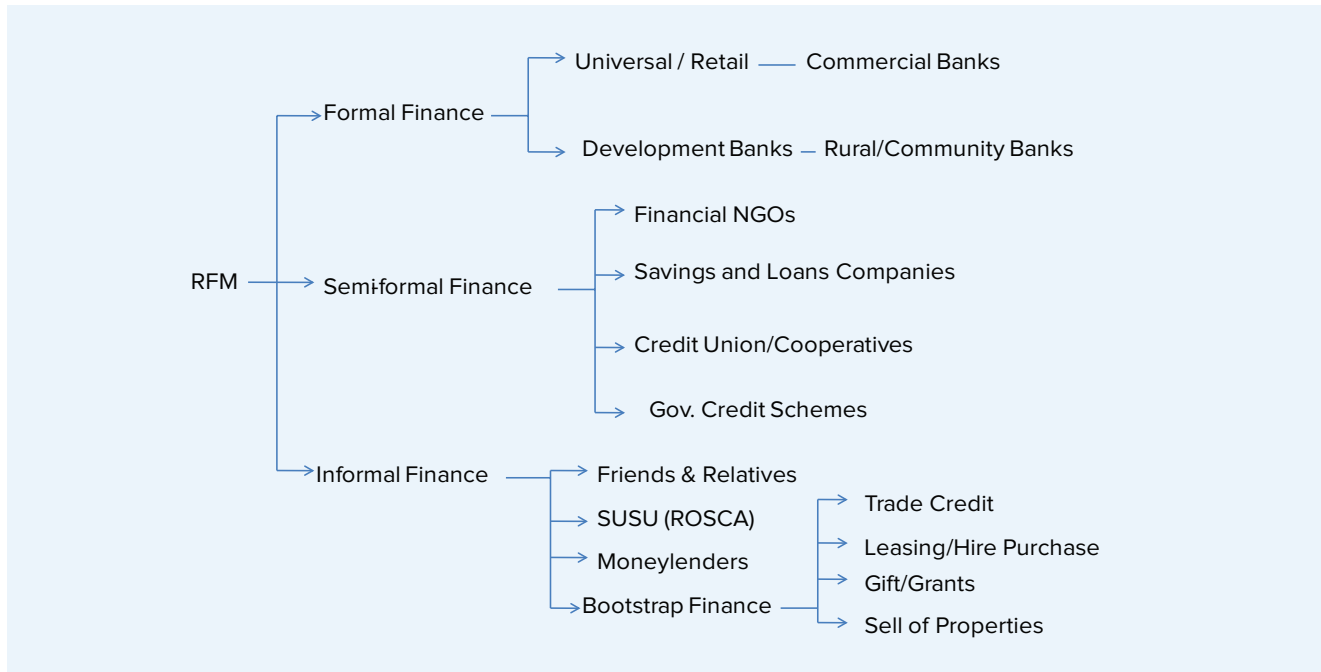 Universal / Retail Commercial Banks
Formal Finance
Development Banks Rural/Community Banks
Financial NGOs
Savings and Loans Companies
RFM
Semi-formal Finance
Credit Union/Cooperatives
Gov. Credit Schemes
Informal Finance
Friends & Relatives
SUSU (ROSCA)
Moneylenders
Bootstrap Finance
Trade Credit
Leasing/Hire Purchase
Gift/Grants
Sell of Properties